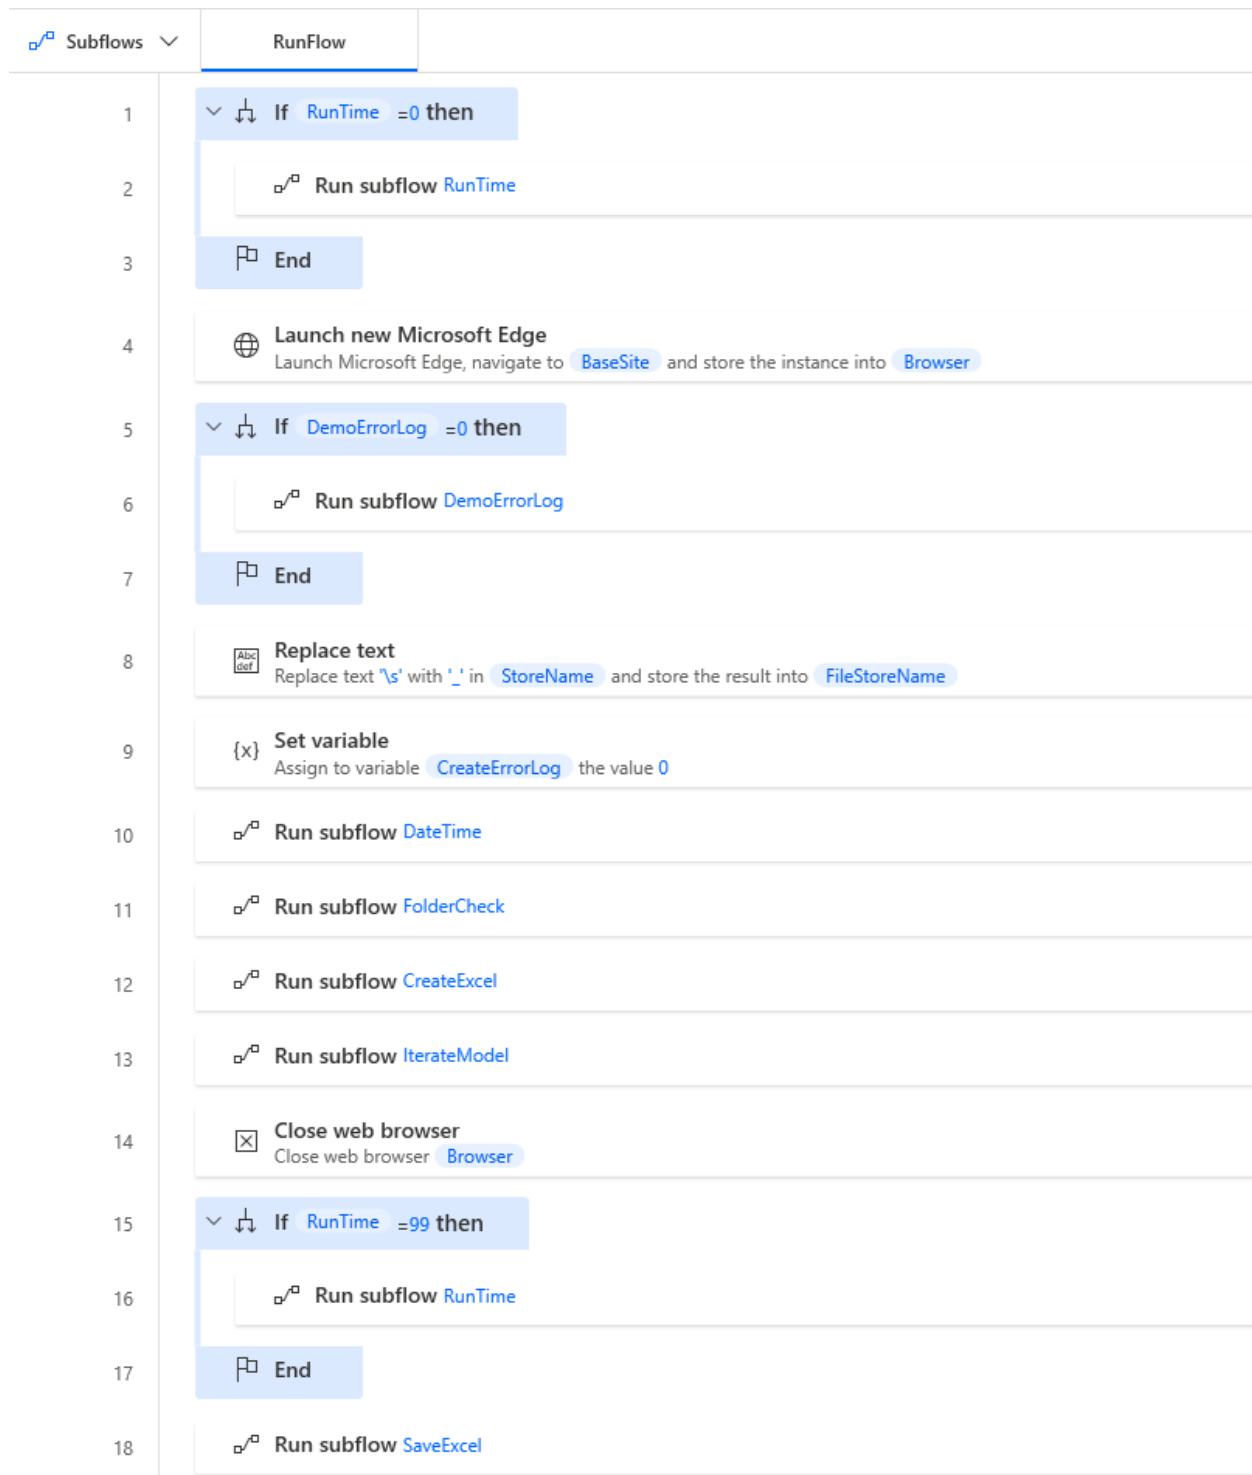 Subflows RunFlow
1 If RunTime =0 then
2 Run subflow RunTime
3 End
4 Launch new Microsoft Edge
Launch Microsoft Edge, navigate to BaseSite and store the instance into Browser
5 If DemoErrorLog =0 then
6 Run subflow DemoErrorLog
7 End
8 Replace text
Abc
def
Replace text '\s' with '_' in StoreName and store the result into FileStoreName
9 {x} Set variable
Assign to variable CreateErrorLog the value 0
10 Run subflow DateTime
11 Run subflow FolderCheck
12 Run subflow CreateExcel
13 Run subflow IterateModel
14 Close web browser
Close web browser Browser
15 If RunTime =99 then
16 Run subflow RunTime
17 End
18 Run subflow SaveExcel